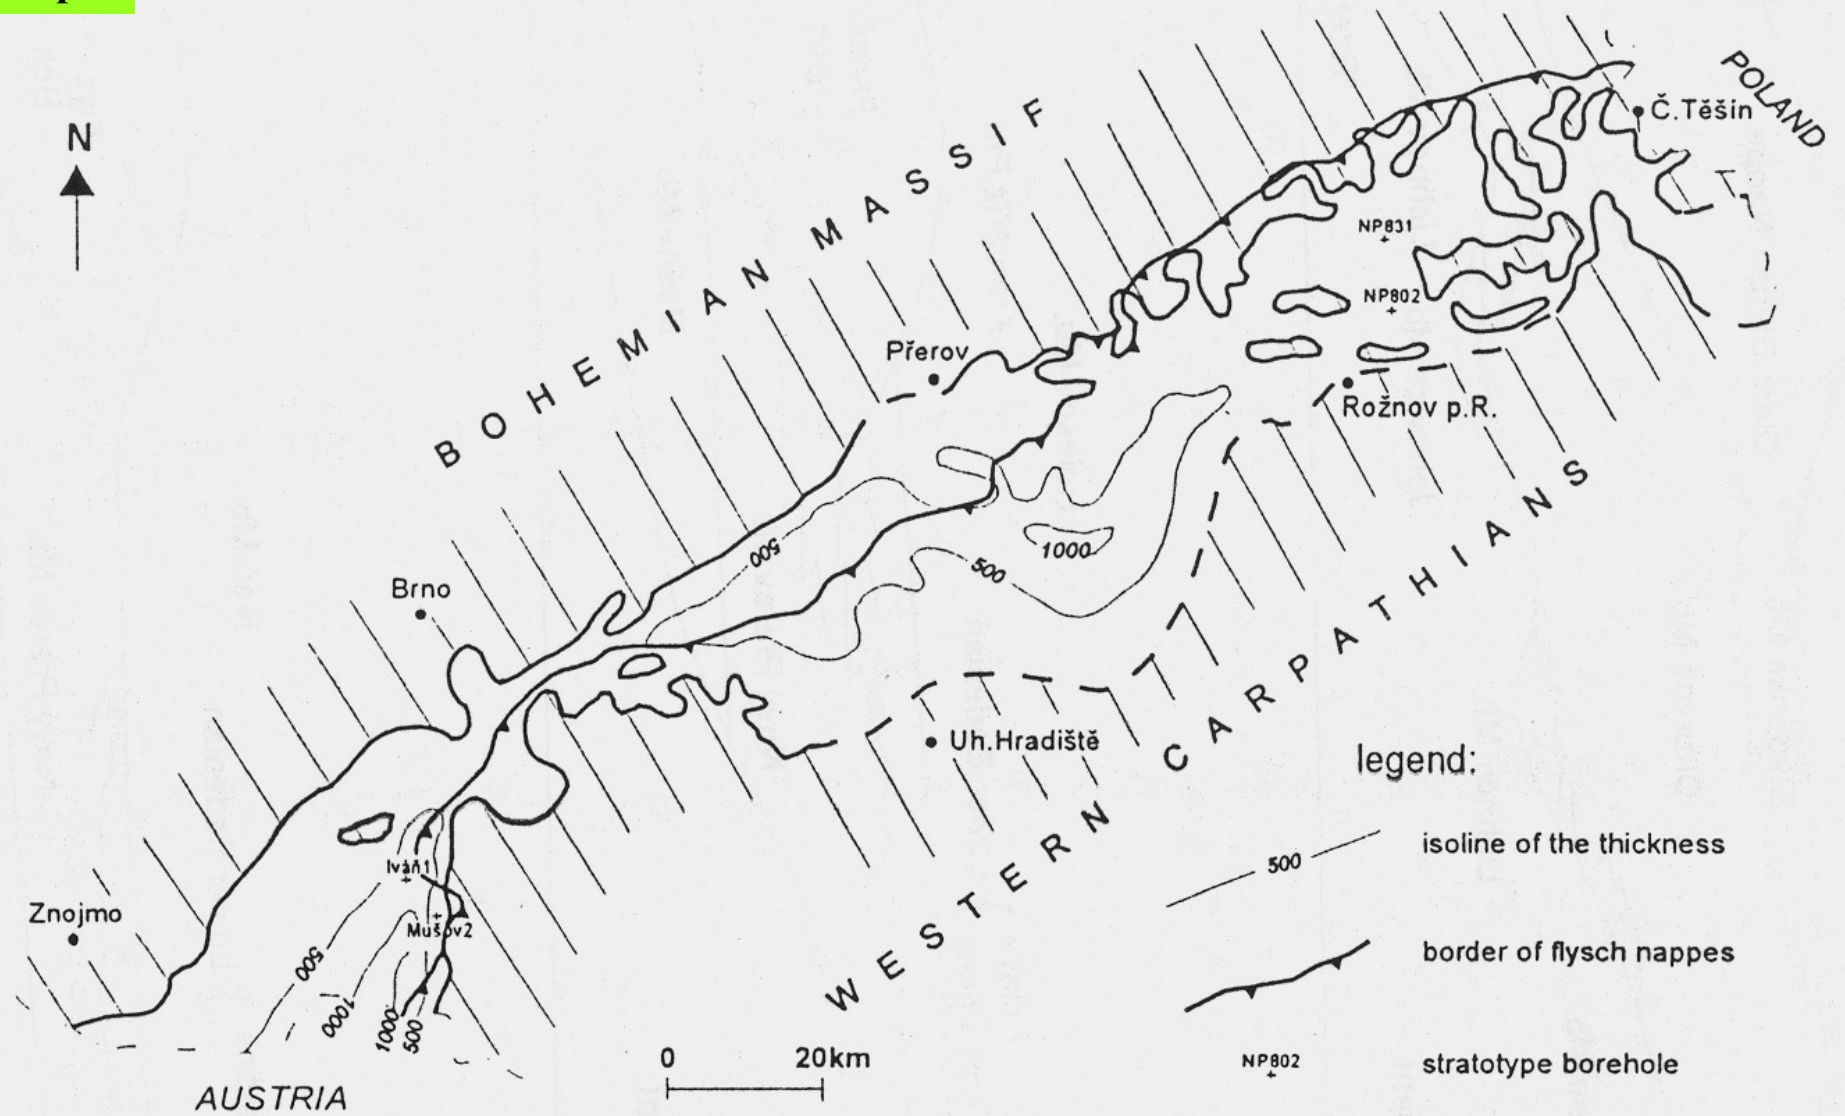 N
BOHEMIAN MASSIF
POLAND
Č.Těšín
NP831
NP802
Přerov
Rožnov p.R.
500
1000
500
Brno
WESTERN CARPATHIANS
Uh.Hradiště
legend:
500
isoline of the thickness
border of flysch nappes
NP802
stratotype borehole
Iváň1
Mušov2
Znojmo
500
1000
1000
500
0 20km
AUSTRIA